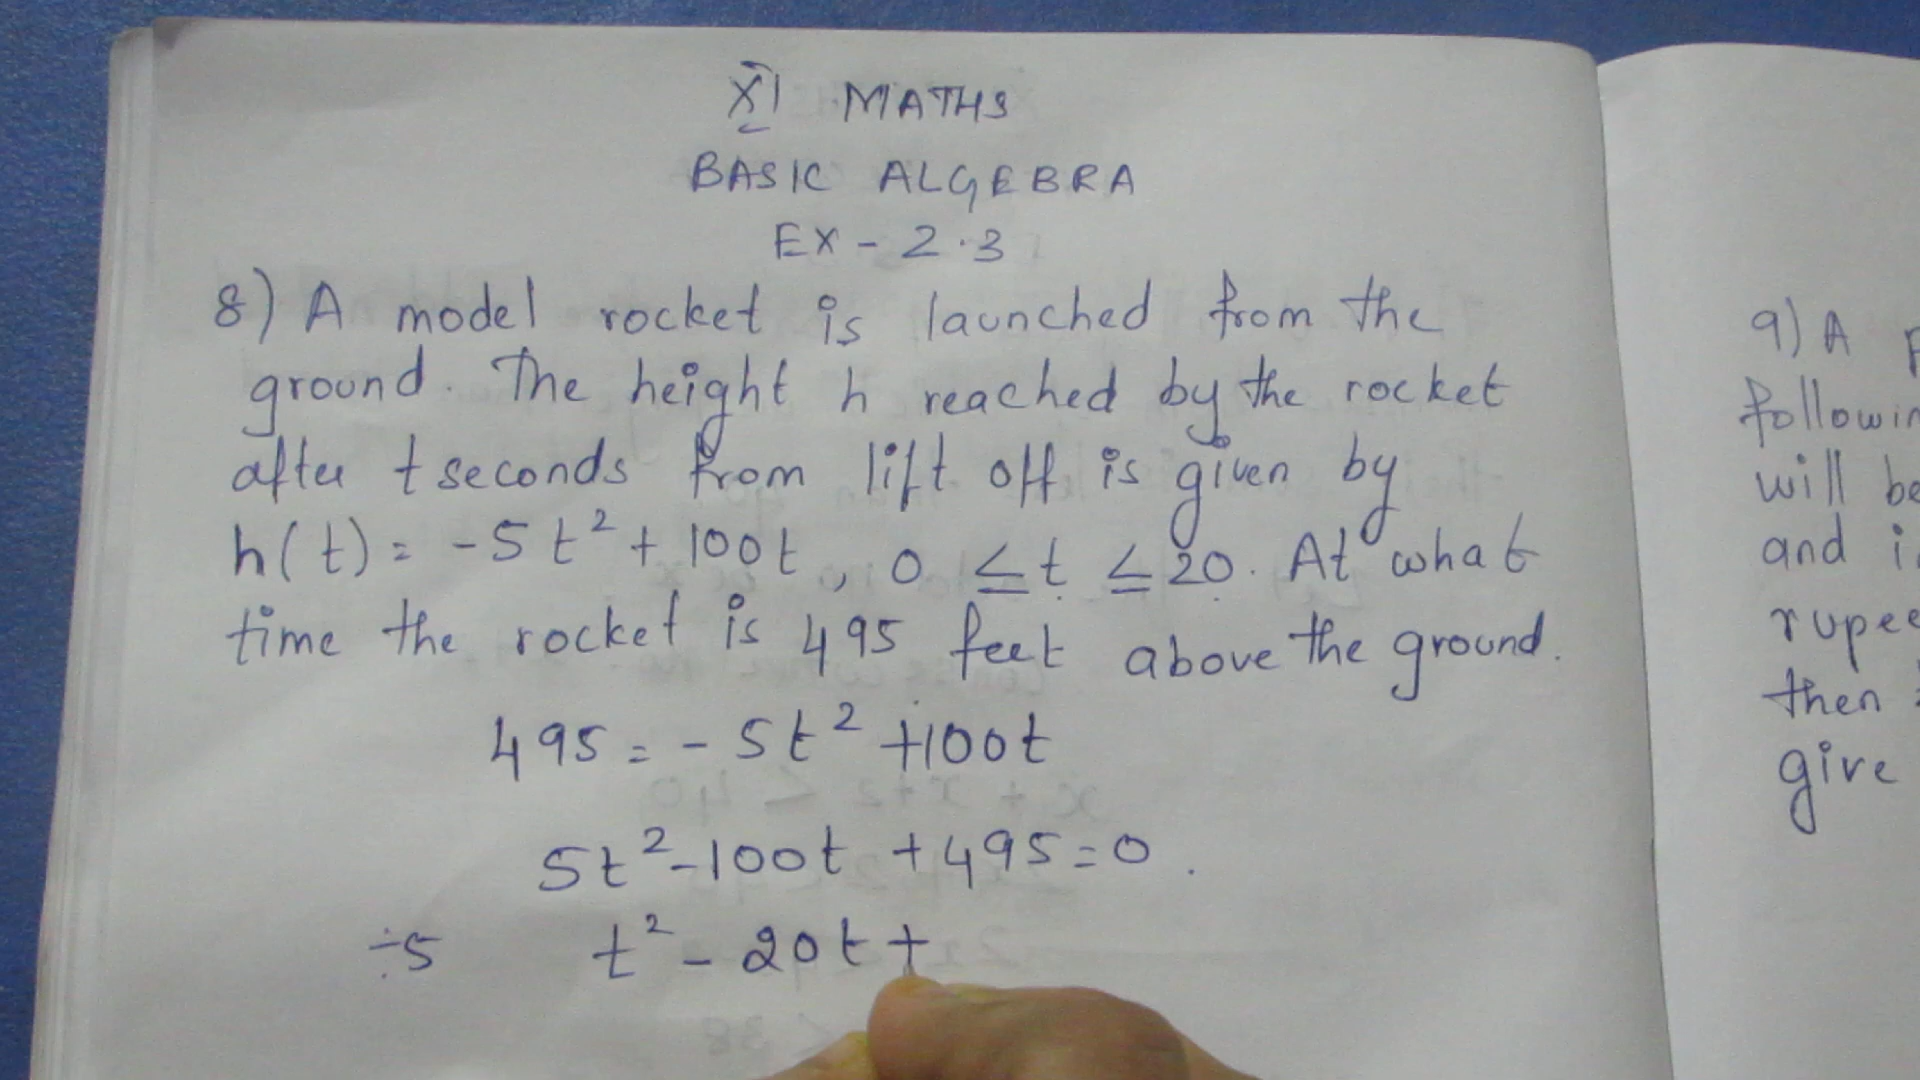 XI MATHS
BASIC ALGEBRA
EX - 2.3
8) A model rocket is launched from the
ground. The height h reached by the rocket
after t seconds from lift off is given by
h(t) = -5t² + 100t, 0 ≤ t ≤ 20. At what
time the rocket is 495 feet above the ground.
495 = -5t² + 100t
5t² - 100t + 495 = 0.
÷5 t² - 20t +
9) A
will be
and
then
give